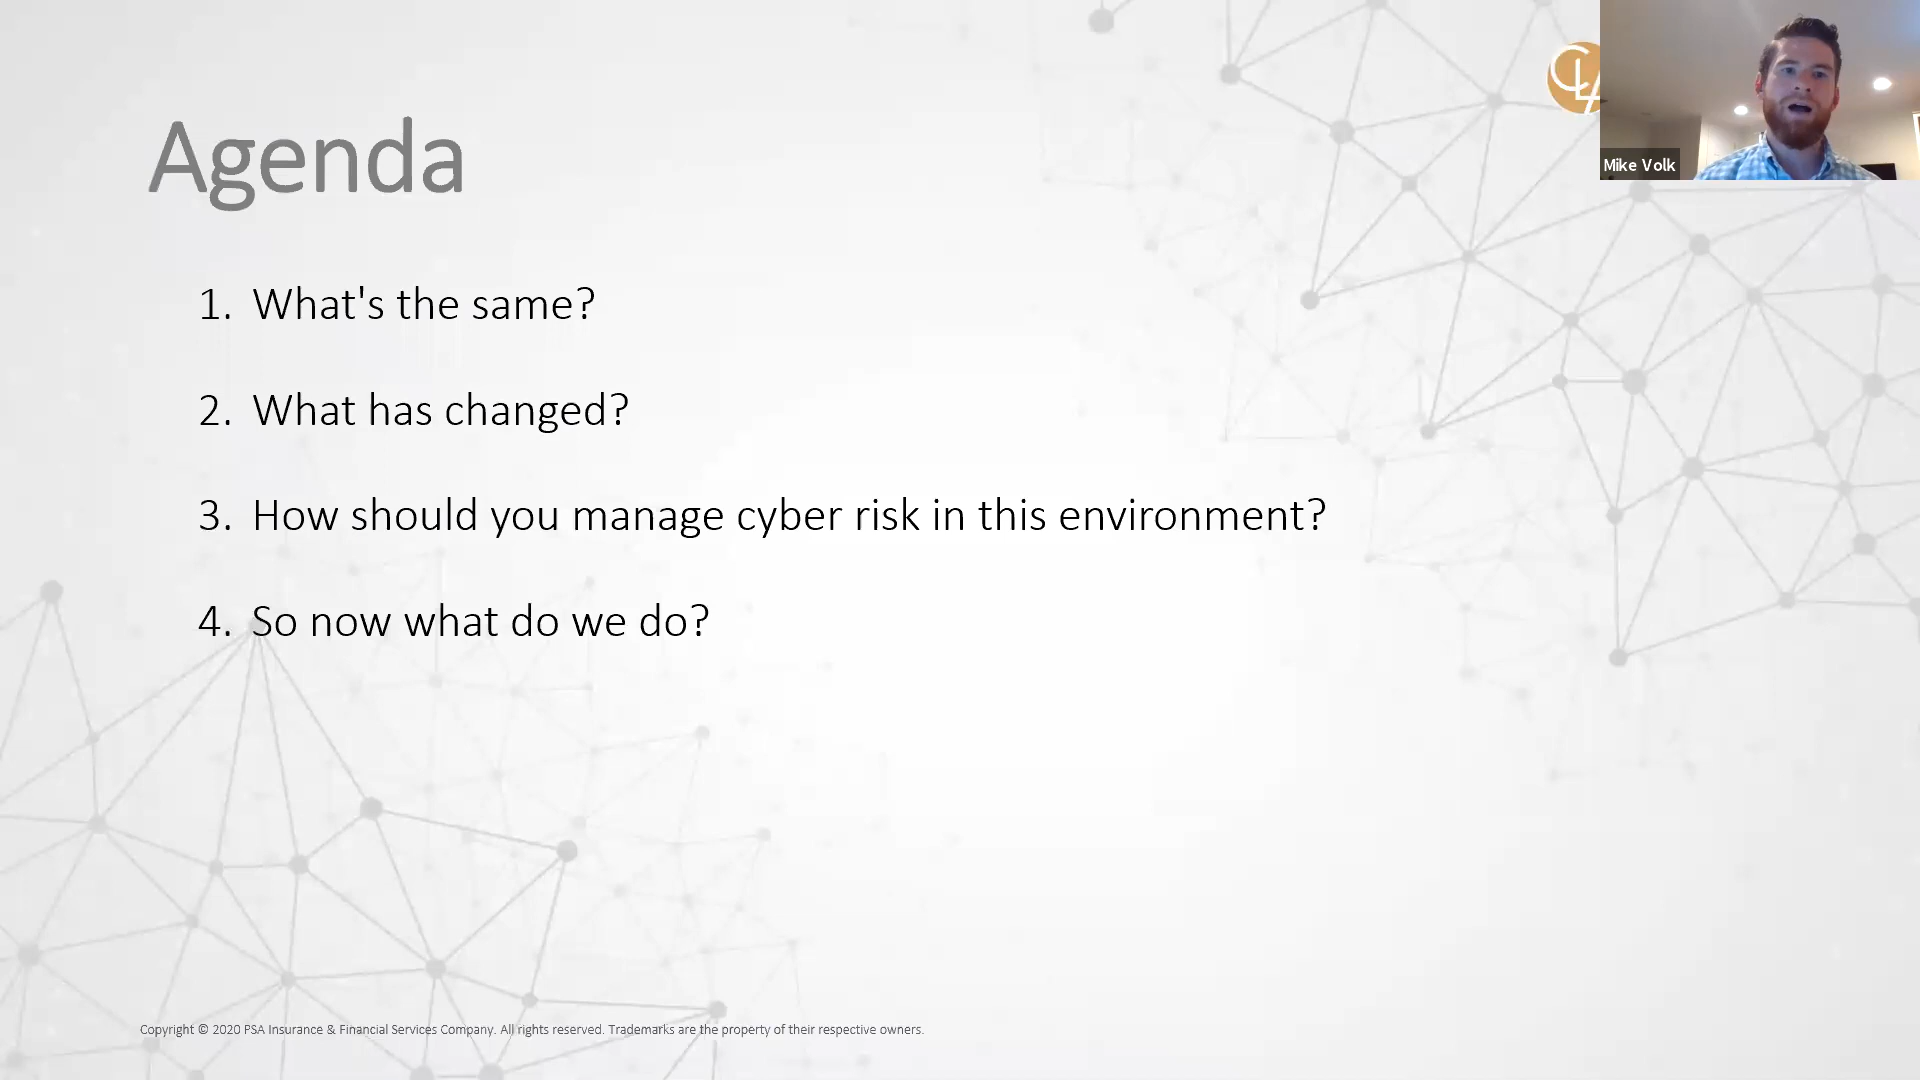 Agenda
1. What's the same?
2. What has changed?
3. How should you manage cyber risk in this environment?
4. So now what do we do?
CLA
Mike Volk
Copyright © 2020 PSA Insurance & Financial Services Company. All rights reserved. Trademarks are the property of their respective owners.